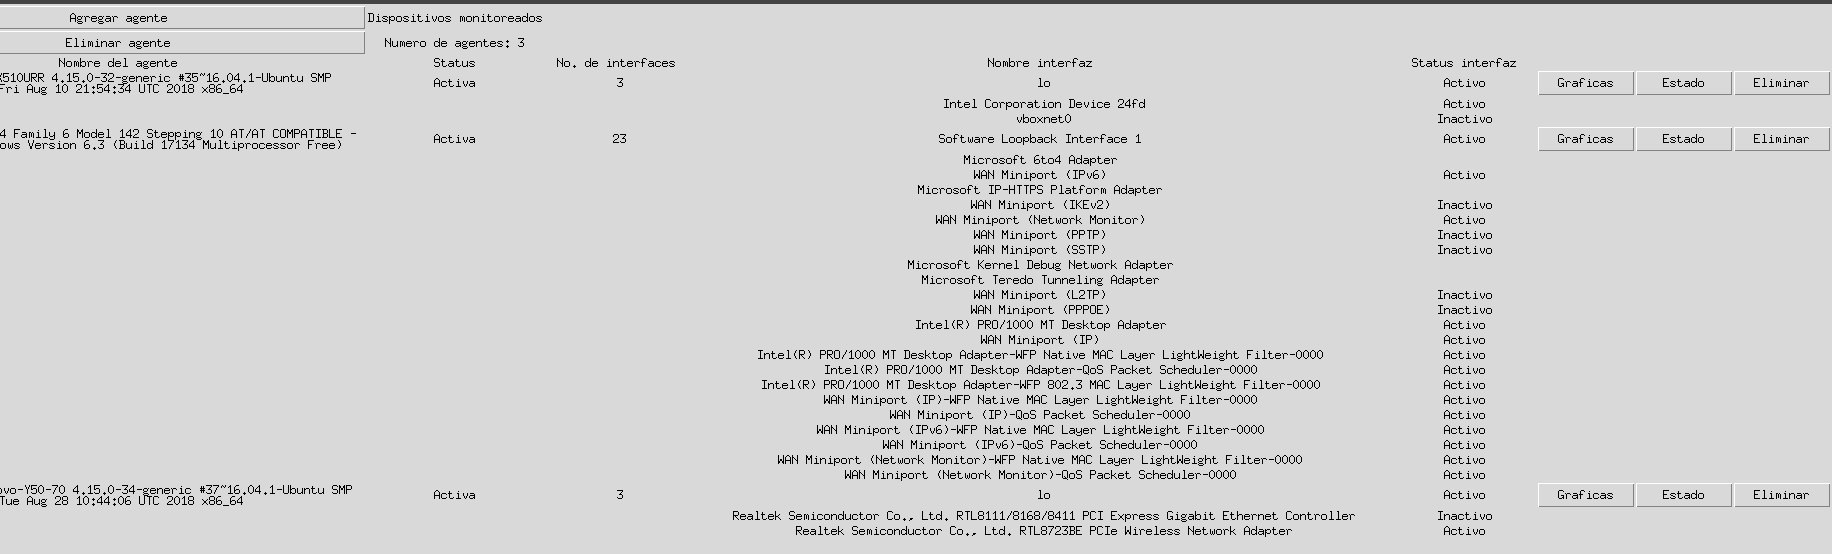 Agregar agente
Dispositivos monitoreados
Eliminar agente
Numero de agentes: 3
Nombre del agente Status No. de interfaces Nombre interfaz Status interfaz
X510URR 4.15.0-32-generic #35~16.04.1-Ubuntu SMP
Fri Aug 10 21:54:34 UTC 2018 x86_64
Activa 3 lo Activo Graficas Estado Eliminar
Intel Corporation Device 24fd Activo
vboxnet0 Inactivo
4 Family 6 Model 142 Stepping 10 AT/AT COMPATIBLE -
ows Version 6.3 (Build 17134 Multiprocessor Free)
Activa 23 Software Loopback Interface 1 Activo Graficas Estado Eliminar
Microsoft 6to4 Adapter
WAN Miniport (IPv6) Activo
Microsoft IP-HTTPS Platform Adapter
WAN Miniport (IKEv2) Inactivo
WAN Miniport (Network Monitor) Activo
WAN Miniport (PPTP) Inactivo
WAN Miniport (SSTP) Inactivo
Microsoft Kernel Debug Network Adapter
Microsoft Teredo Tunneling Adapter
WAN Miniport (L2TP) Inactivo
WAN Miniport (PPPOE) Inactivo
Intel(R) PRO/1000 MT Desktop Adapter Activo
WAN Miniport (IP) Activo
Intel(R) PRO/1000 MT Desktop Adapter-WFP Native MAC Layer LightWeight Filter-0000 Activo
Intel(R) PRO/1000 MT Desktop Adapter-QoS Packet Scheduler-0000 Activo
Intel(R) PRO/1000 MT Desktop Adapter-WFP 802.3 MAC Layer LightWeight Filter-0000 Activo
WAN Miniport (IP)-WFP Native MAC Layer LightWeight Filter-0000 Activo
WAN Miniport (IP)-QoS Packet Scheduler-0000 Activo
WAN Miniport (IPv6)-WFP Native MAC Layer LightWeight Filter-0000 Activo
WAN Miniport (IPv6)-QoS Packet Scheduler-0000 Activo
WAN Miniport (Network Monitor)-WFP Native MAC Layer LightWeight Filter-0000 Activo
WAN Miniport (Network Monitor)-QoS Packet Scheduler-0000 Activo
ovo-Y50-70 4.15.0-34-generic #37~16.04.1-Ubuntu SMP
Tue Aug 28 10:44:06 UTC 2018 x86_64
Activa 3 lo Activo Graficas Estado Eliminar
Realtek Semiconductor Co., Ltd. RTL8111/8168/8411 PCI Express Gigabit Ethernet Controller Inactivo
Realtek Semiconductor Co., Ltd. RTL8723BE PCIe Wireless Network Adapter Activo